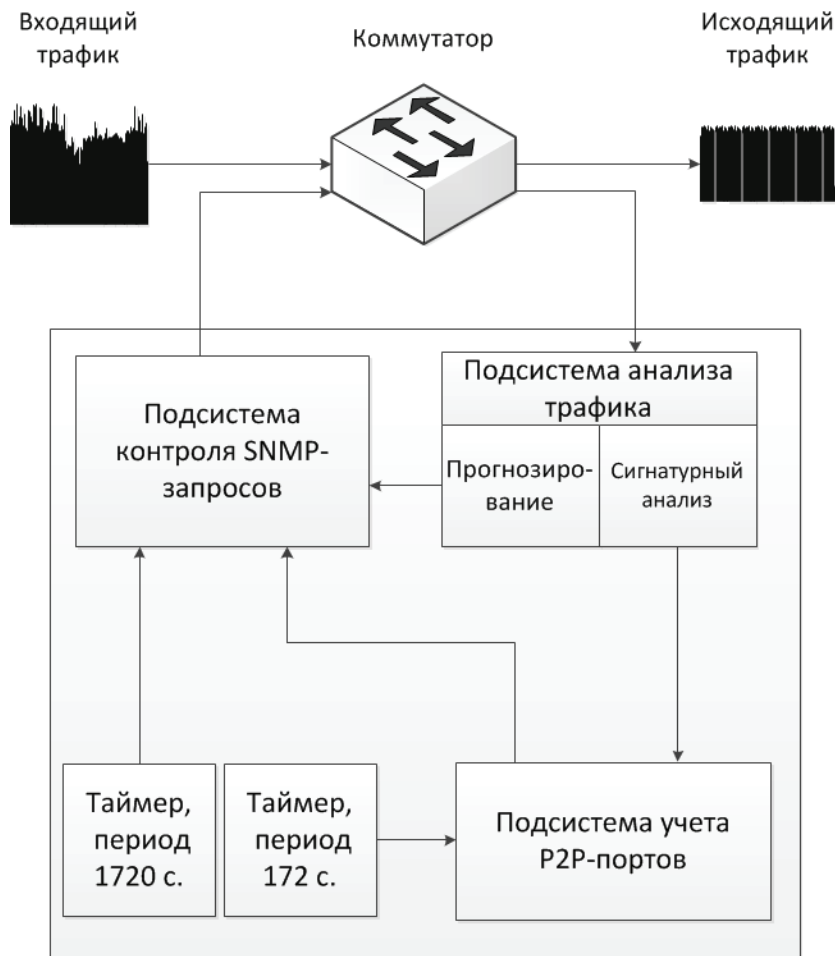 Входящий
трафик
Коммутатор
Исходящий
трафик
Подсистема
контроля SNMP-
запросов
Подсистема анализа
трафика
Прогнозиро-
вание
Сигнатурный
анализ
Таймер,
период
1720 с.
Таймер,
период
172 с.
Подсистема учета
P2P-портов